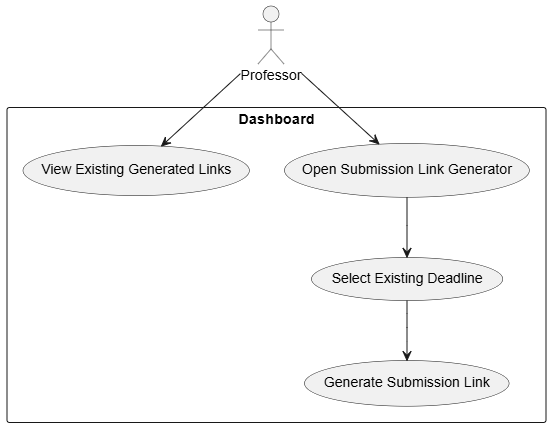 Professor
Dashboard
View Existing Generated Links
Open Submission Link Generator
Select Existing Deadline
Generate Submission Link